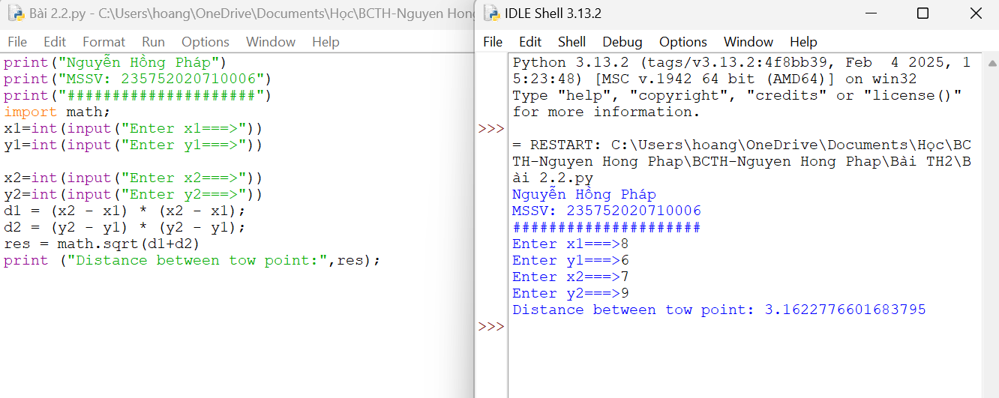 Bài 2.2.py - C:\Users\hoang\OneDrive\Documents\Học\BCTH-Nguyen Hong
File Edit Format Run Options Window Help
print("Nguyễn Hồng Pháp")
print("MSSV: 235752020710006")
print("#####################")
import math;
x1=int(input("Enter x1===>"))
y1=int(input("Enter y1===>"))
x2=int(input("Enter x2===>"))
y2=int(input("Enter y2===>"))
d1 = (x2 - x1) * (x2 - x1);
d2 = (y2 - y1) * (y2 - y1);
res = math.sqrt(d1+d2)
print ("Distance between tow point:",res);
IDLE Shell 3.13.2
File Edit Shell Debug Options Window Help
Python 3.13.2 (tags/v3.13.2:4f8bb39, Feb  4 2025, 1
5:23:48) [MSC v.1942 64 bit (AMD64)] on win32
Type "help", "copyright", "credits" or "license()"
for more information.
>>>
= RESTART: C:\Users\hoang\OneDrive\Documents\Học\BC
TH-Nguyen Hong Phap\BCTH-Nguyen Hong Phap\Bài TH2\B
ài 2.2.py
Nguyễn Hồng Pháp
MSSV: 235752020710006
#####################
Enter x1===>8
Enter y1===>6
Enter x2===>7
Enter y2===>9
Distance between tow point: 3.1622776601683795
>>>